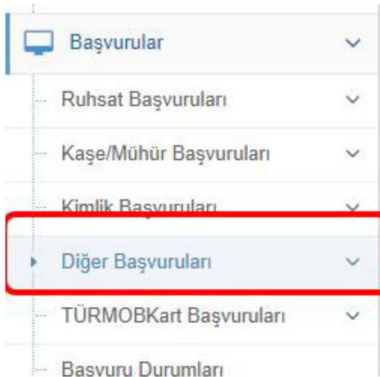 Başvurular
Ruhsat Başvuruları
Kaşe/Mühür Başvuruları
Kimlik Başvuruları
Diğer Başvuruları
TÜRMOBKart Başvuruları
Başvuru Durumları